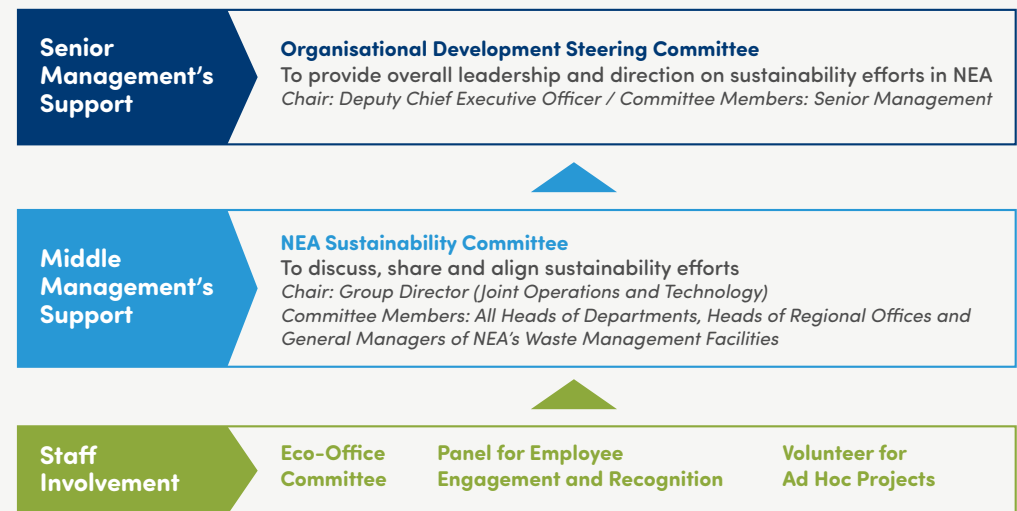 Senior
Management's
Support
Organisational Development Steering Committee
To provide overall leadership and direction on sustainability efforts in NEA
Chair: Deputy Chief Executive Officer / Committee Members: Senior Management
Middle
Management's
Support
NEA Sustainability Committee
To discuss, share and align sustainability efforts
Chair: Group Director (Joint Operations and Technology)
Committee Members: All Heads of Departments, Heads of Regional Offices and
General Managers of NEA's Waste Management Facilities
Staff
Involvement
Eco-Office
Committee
Panel for Employee
Engagement and Recognition
Volunteer for
Ad Hoc Projects